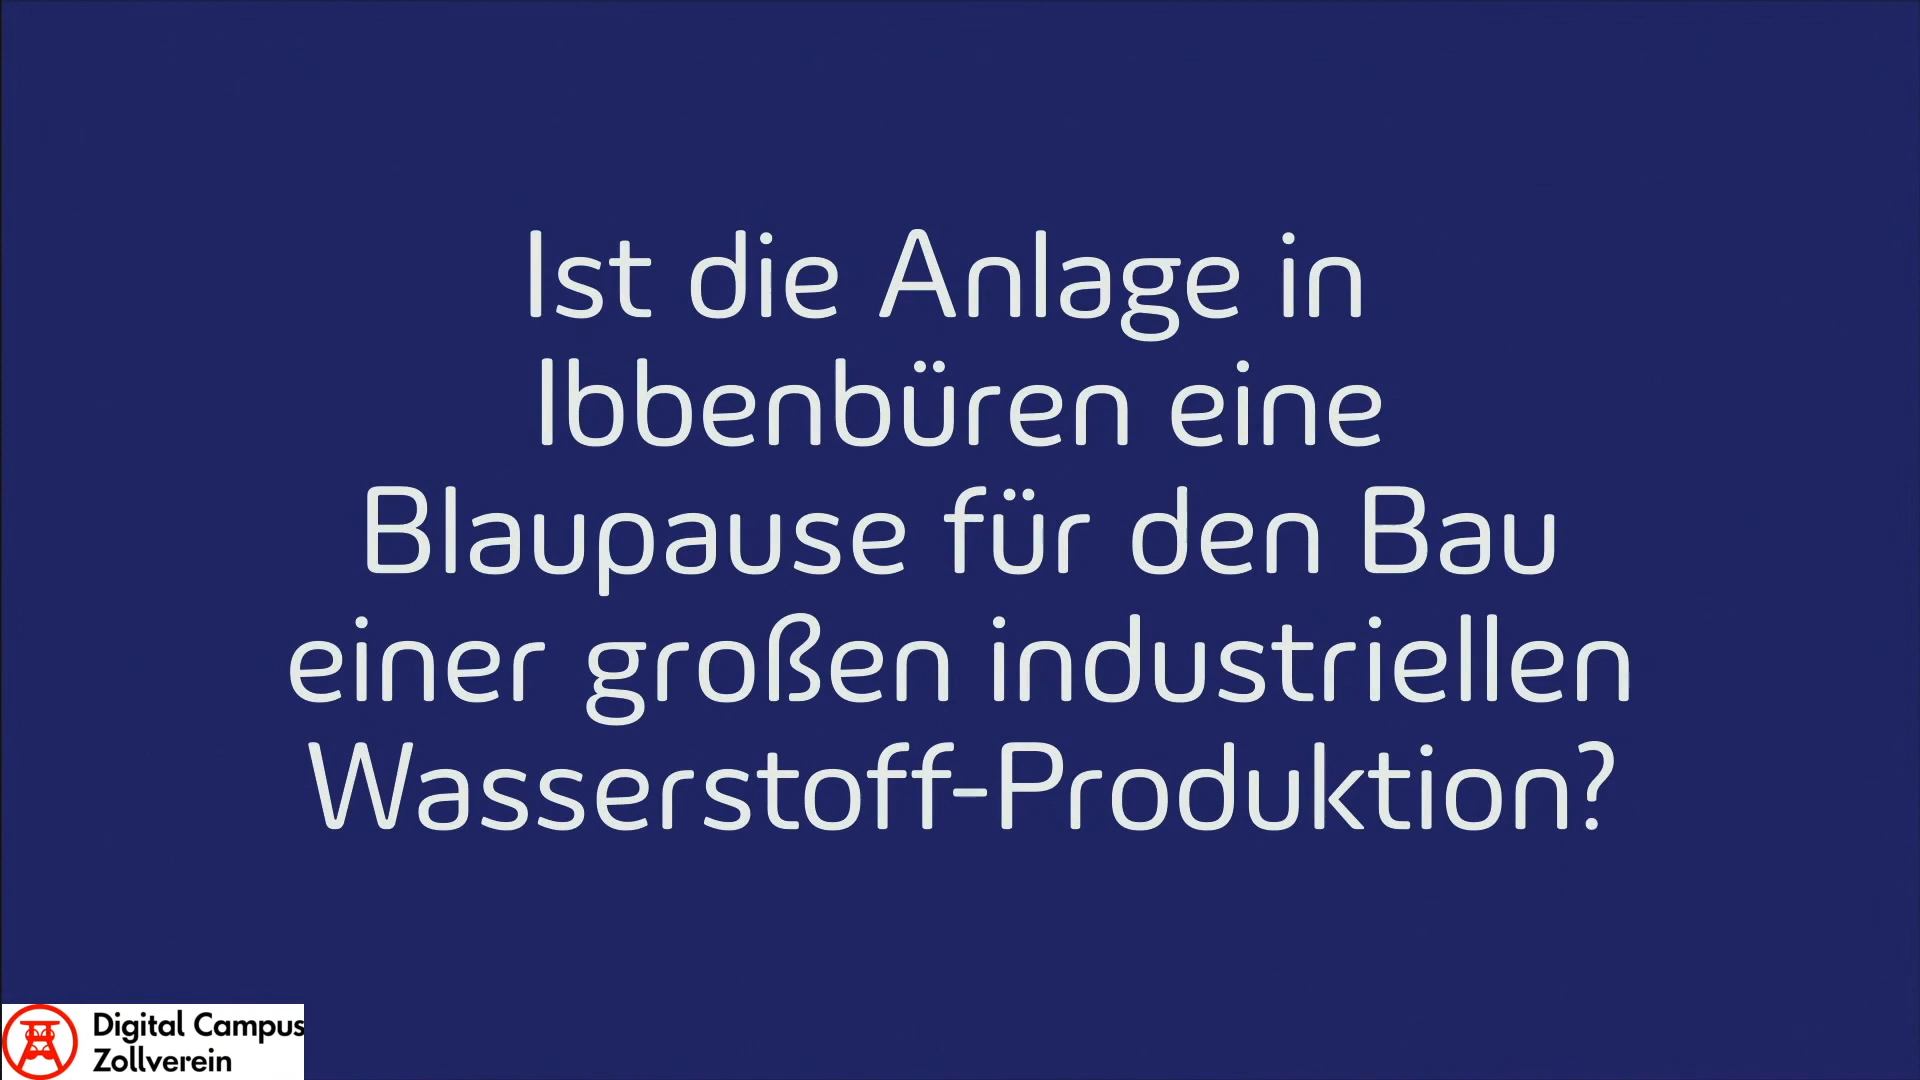 Ist die Anlage in
Ibbenbüren eine
Blaupause für den Bau
einer großen industriellen
Wasserstoff-Produktion?
Digital Campus
Zollverein